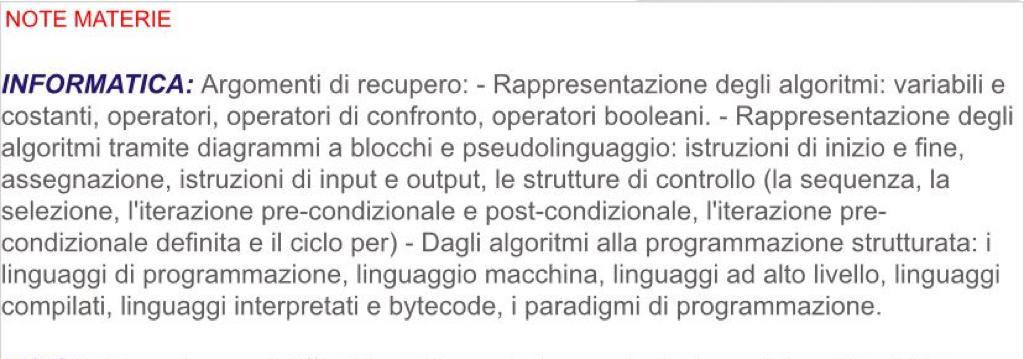 NOTE MATERIE
INFORMATICA: Argomenti di recupero: - Rappresentazione degli algoritmi: variabili e
costanti, operatori, operatori di confronto, operatori booleani. - Rappresentazione degli
algoritmi tramite diagrammi a blocchi e pseudolinguaggio: istruzioni di inizio e fine,
assegnazione, istruzioni di input e output, le strutture di controllo (la sequenza, la
selezione, l'iterazione pre-condizionale e post-condizionale, l'iterazione pre-
condizionale definita e il ciclo per) - Dagli algoritmi alla programmazione strutturata: i
linguaggi di programmazione, linguaggio macchina, linguaggi ad alto livello, linguaggi
compilati, linguaggi interpretati e bytecode, i paradigmi di programmazione.